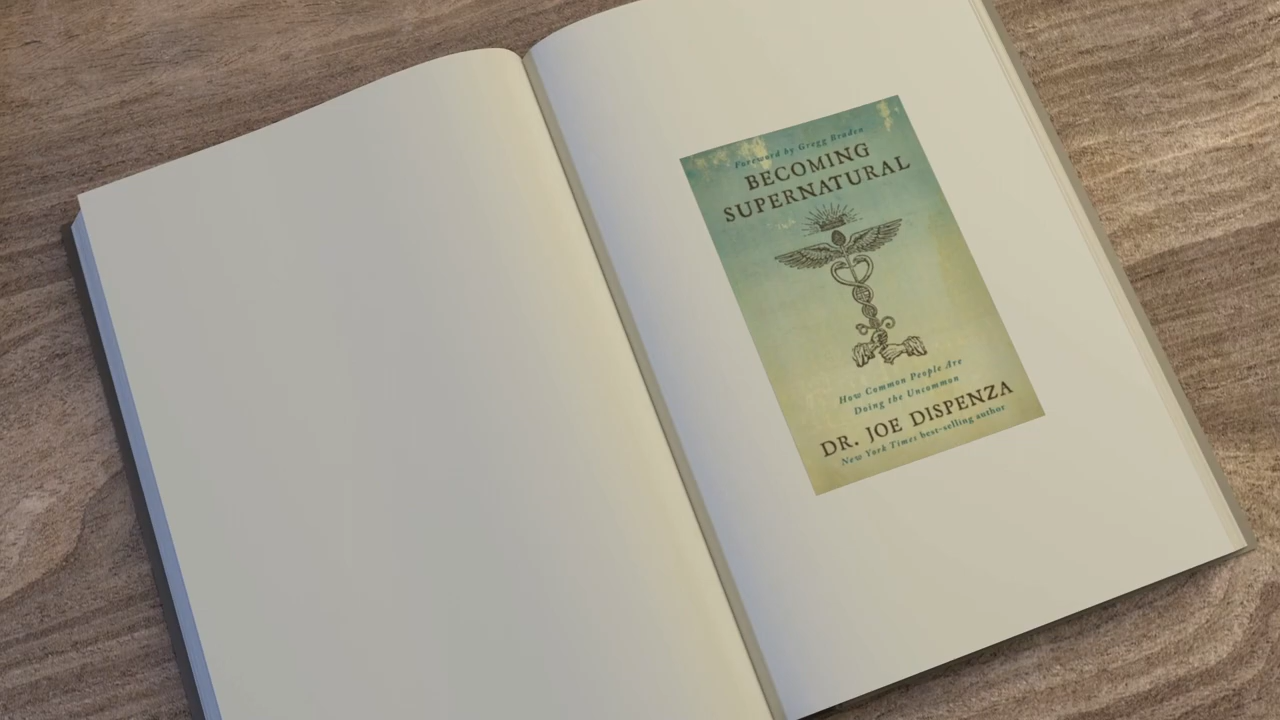 Foreword by Gregg Braden
BECOMING
SUPERNATURAL
How Common People Are
Doing the Uncommon
DR. JOE DISPENZA
New York Times best-selling author